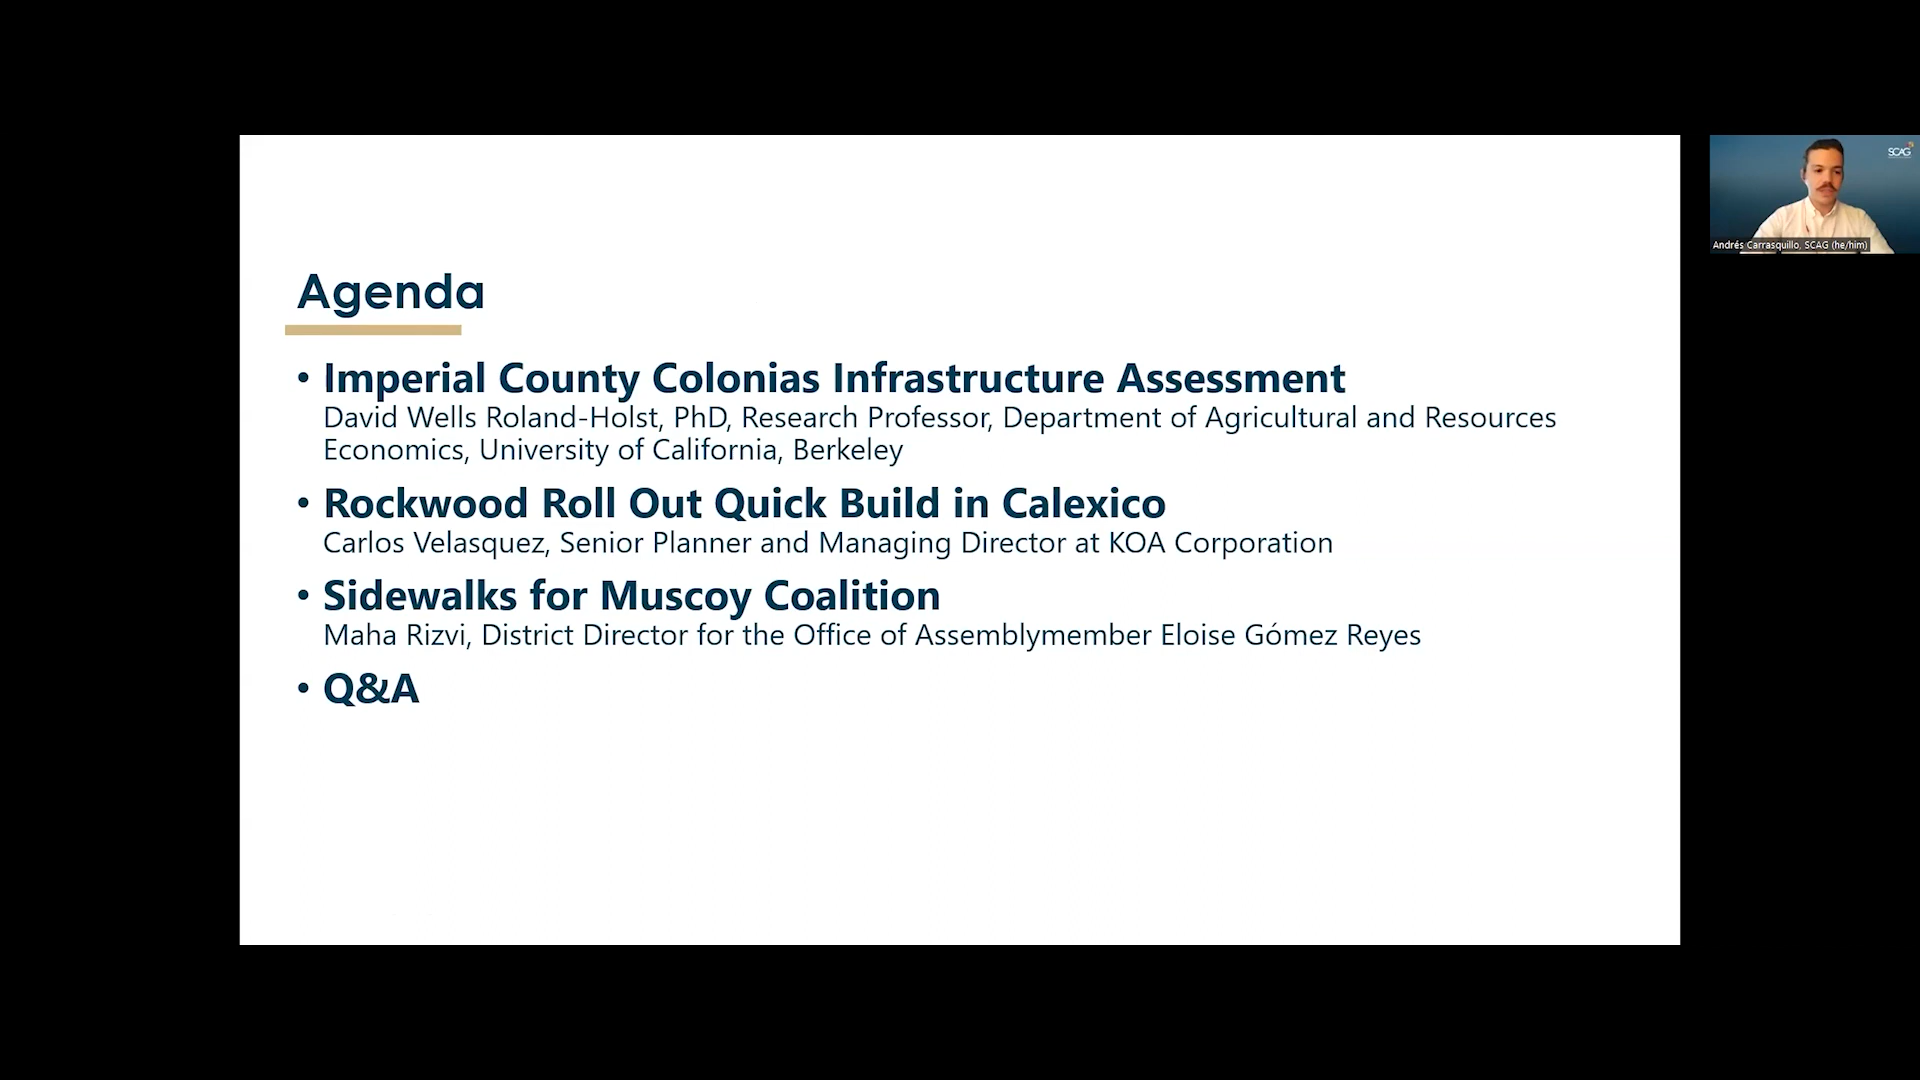 Agenda
• Imperial County Colonias Infrastructure Assessment
David Wells Roland-Holst, PhD, Research Professor, Department of Agricultural and Resources
Economics, University of California, Berkeley
• Rockwood Roll Out Quick Build in Calexico
Carlos Velasquez, Senior Planner and Managing Director at KOA Corporation
• Sidewalks for Muscoy Coalition
Maha Rizvi, District Director for the Office of Assemblymember Eloise Gómez Reyes
• Q&A
SCAG
Andrés Carrasquillo, SCAG (he/him)